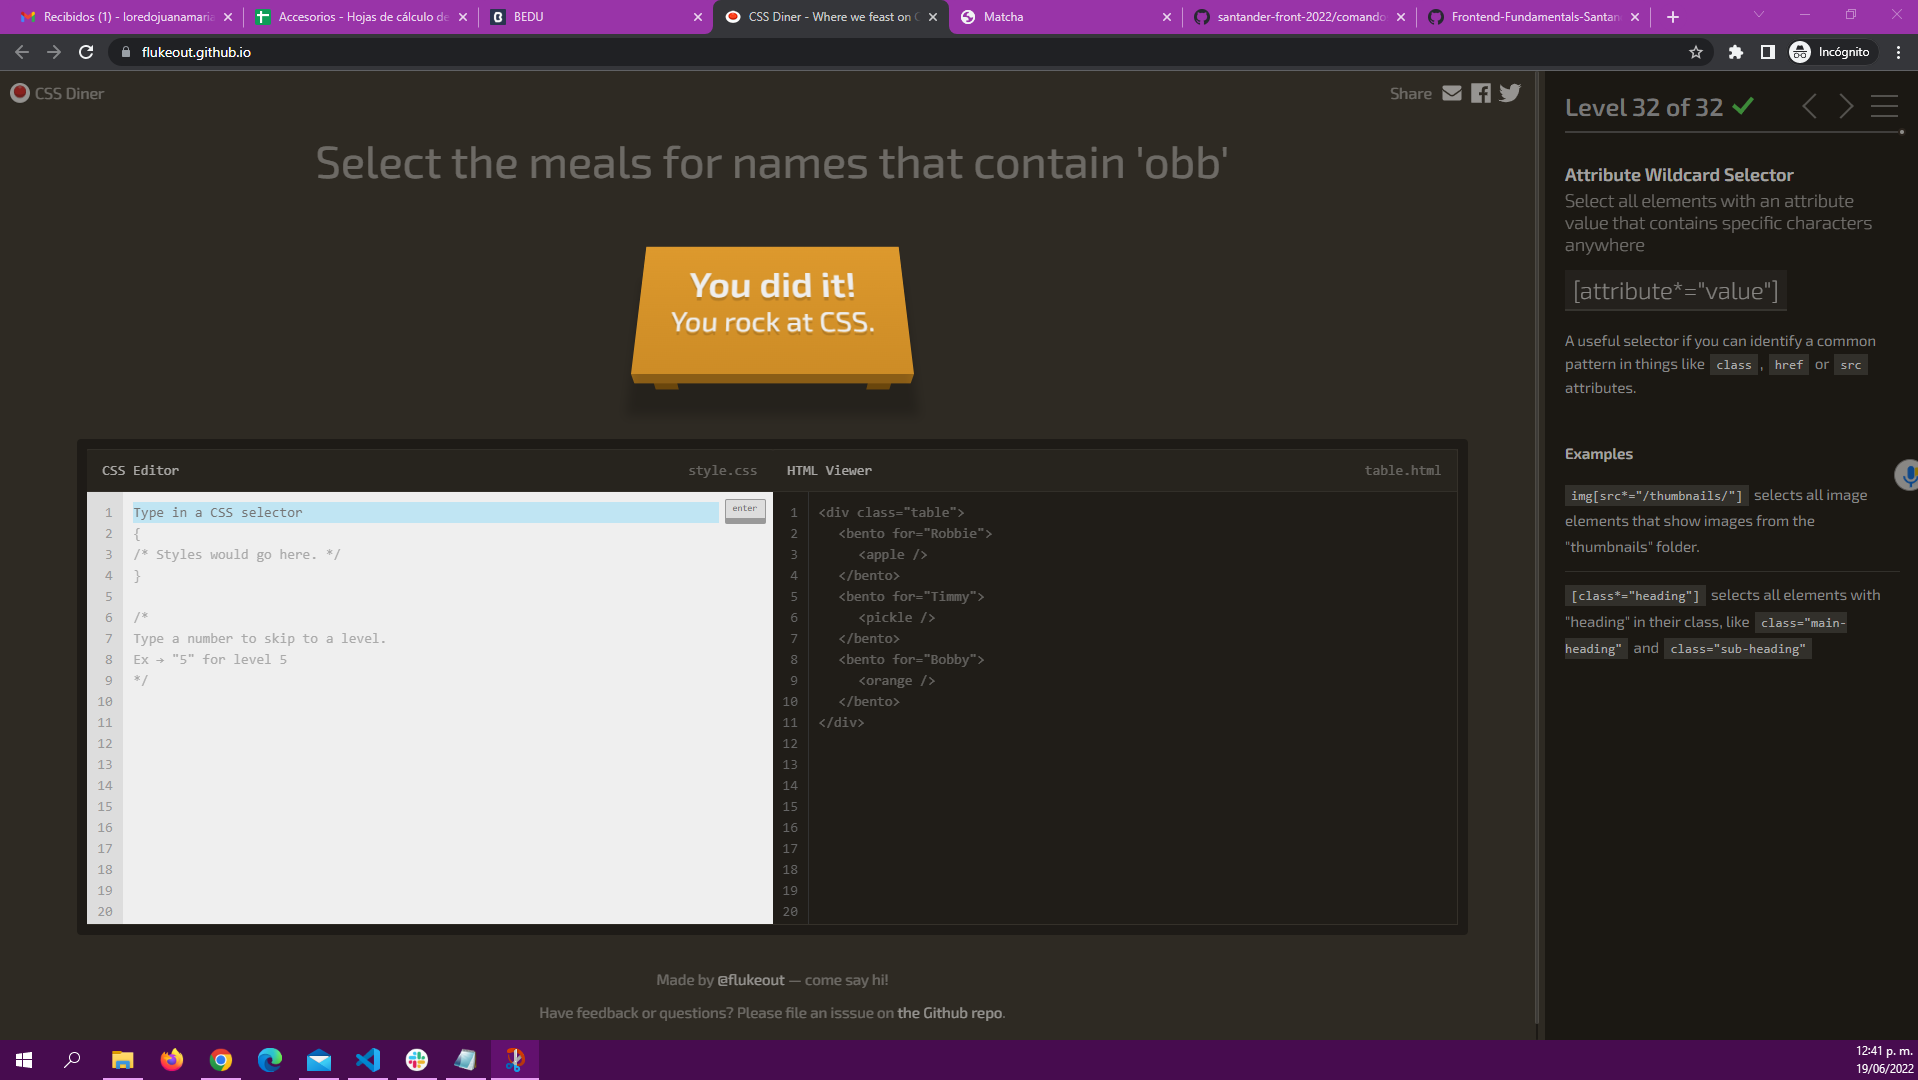 Recibidos (1) - loredojuanamaria
Accesorios - Hojas de cálculo de
BEDU
CSS Diner - Where we feast on C
Matcha
santander-front-2022/comando
Frontend-Fundamentals-Santan
flukeout.github.io
Incógnito
CSS Diner
Share
Select the meals for names that contain 'obb'
You did it!
You rock at CSS.
CSS Editor
style.css
1 Type in a CSS selector
enter
2 {
3 /* Styles would go here. */
4 }
5
6 /*
7 Type a number to skip to a level.
8 Ex → "5" for level 5
9 */
10
11
12
13
14
15
16
17
18
19
20
HTML Viewer
table.html
1 <div class="table">
2 <bento for="Robbie">
3 <apple />
4 </bento>
5 <bento for="Timmy">
6 <pickle />
7 </bento>
8 <bento for="Bobby">
9 <orange />
10 </bento>
11 </div>
12
13
14
15
16
17
18
19
20
Made by @flukeout — come say hi!
Have feedback or questions? Please file an isssue on the Github repo.
Level 32 of 32
Attribute Wildcard Selector
Select all elements with an attribute
value that contains specific characters
anywhere
[attribute*="value"]
A useful selector if you can identify a common
pattern in things like class , href or src
attributes.
Examples
img[src*="/thumbnails/"] selects all image
elements that show images from the
"thumbnails" folder.
[class*="heading"] selects all elements with
"heading" in their class, like class="main-
heading" and class="sub-heading"
12:41 p. m.
19/06/2022